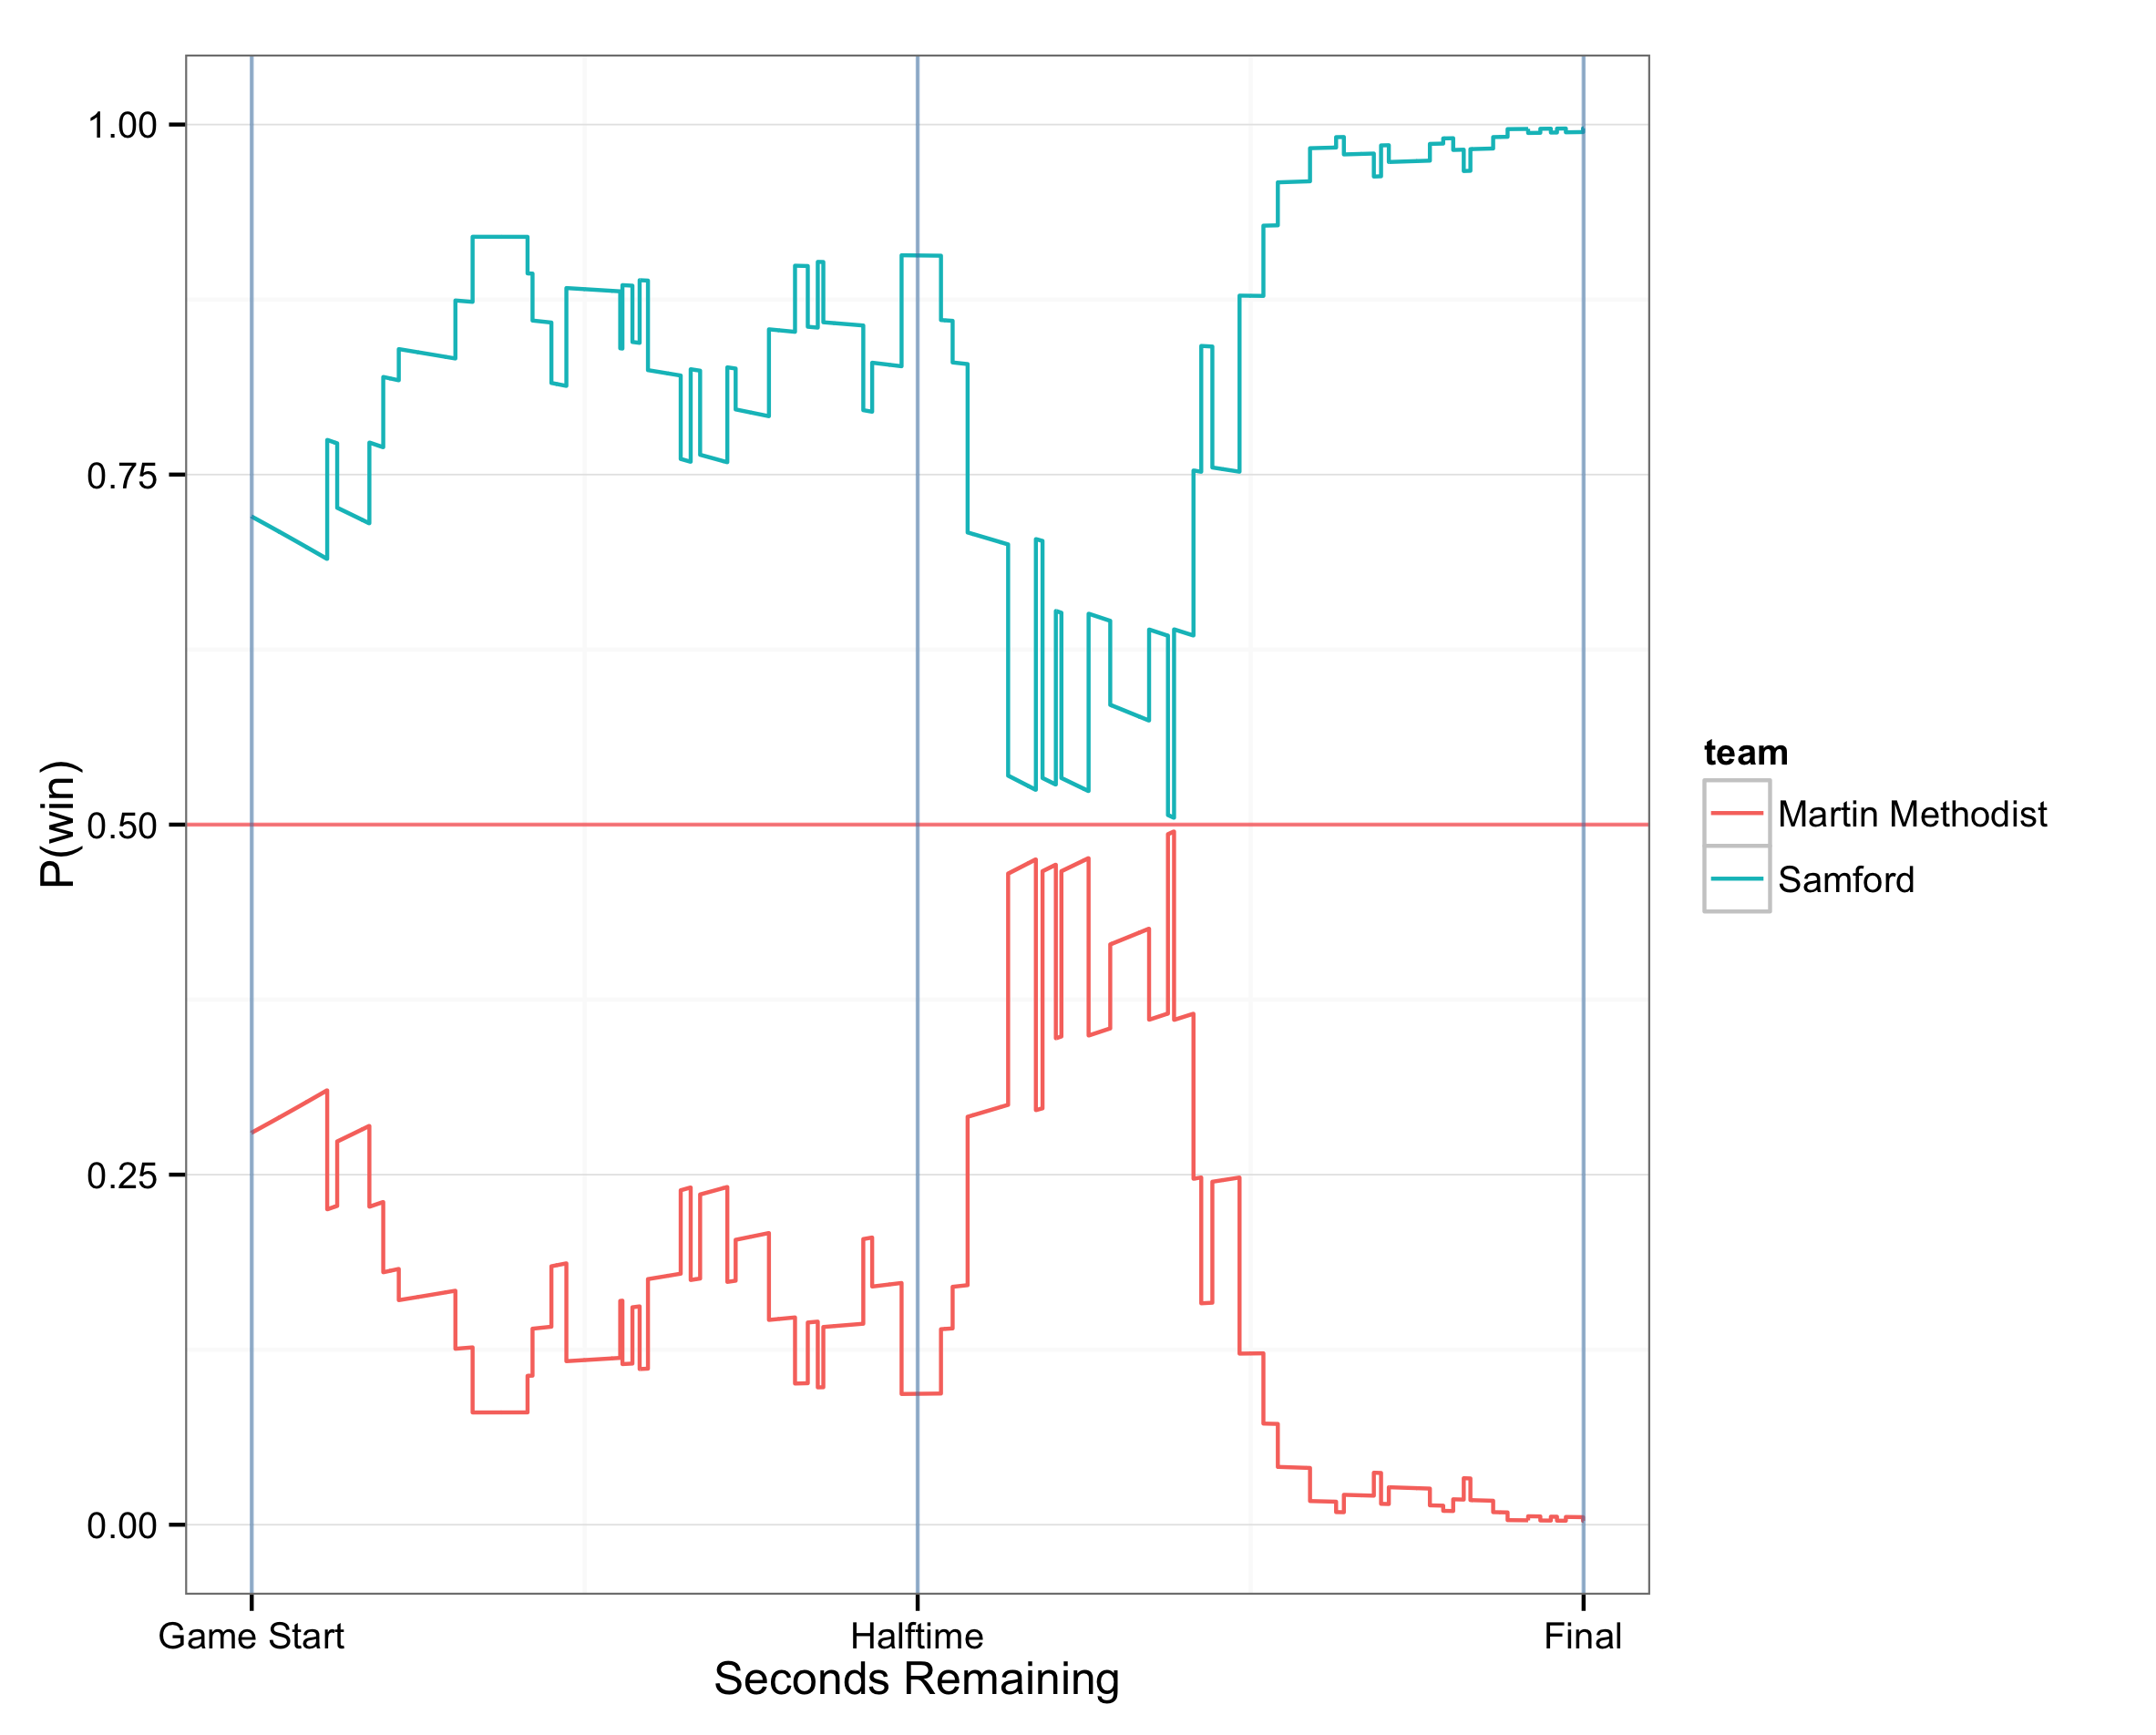 1.00
0.75
0.50
0.25
0.00
P(win)
Game Start
Halftime
Final
Seconds Remaining
team
Martin Methodist
Samford